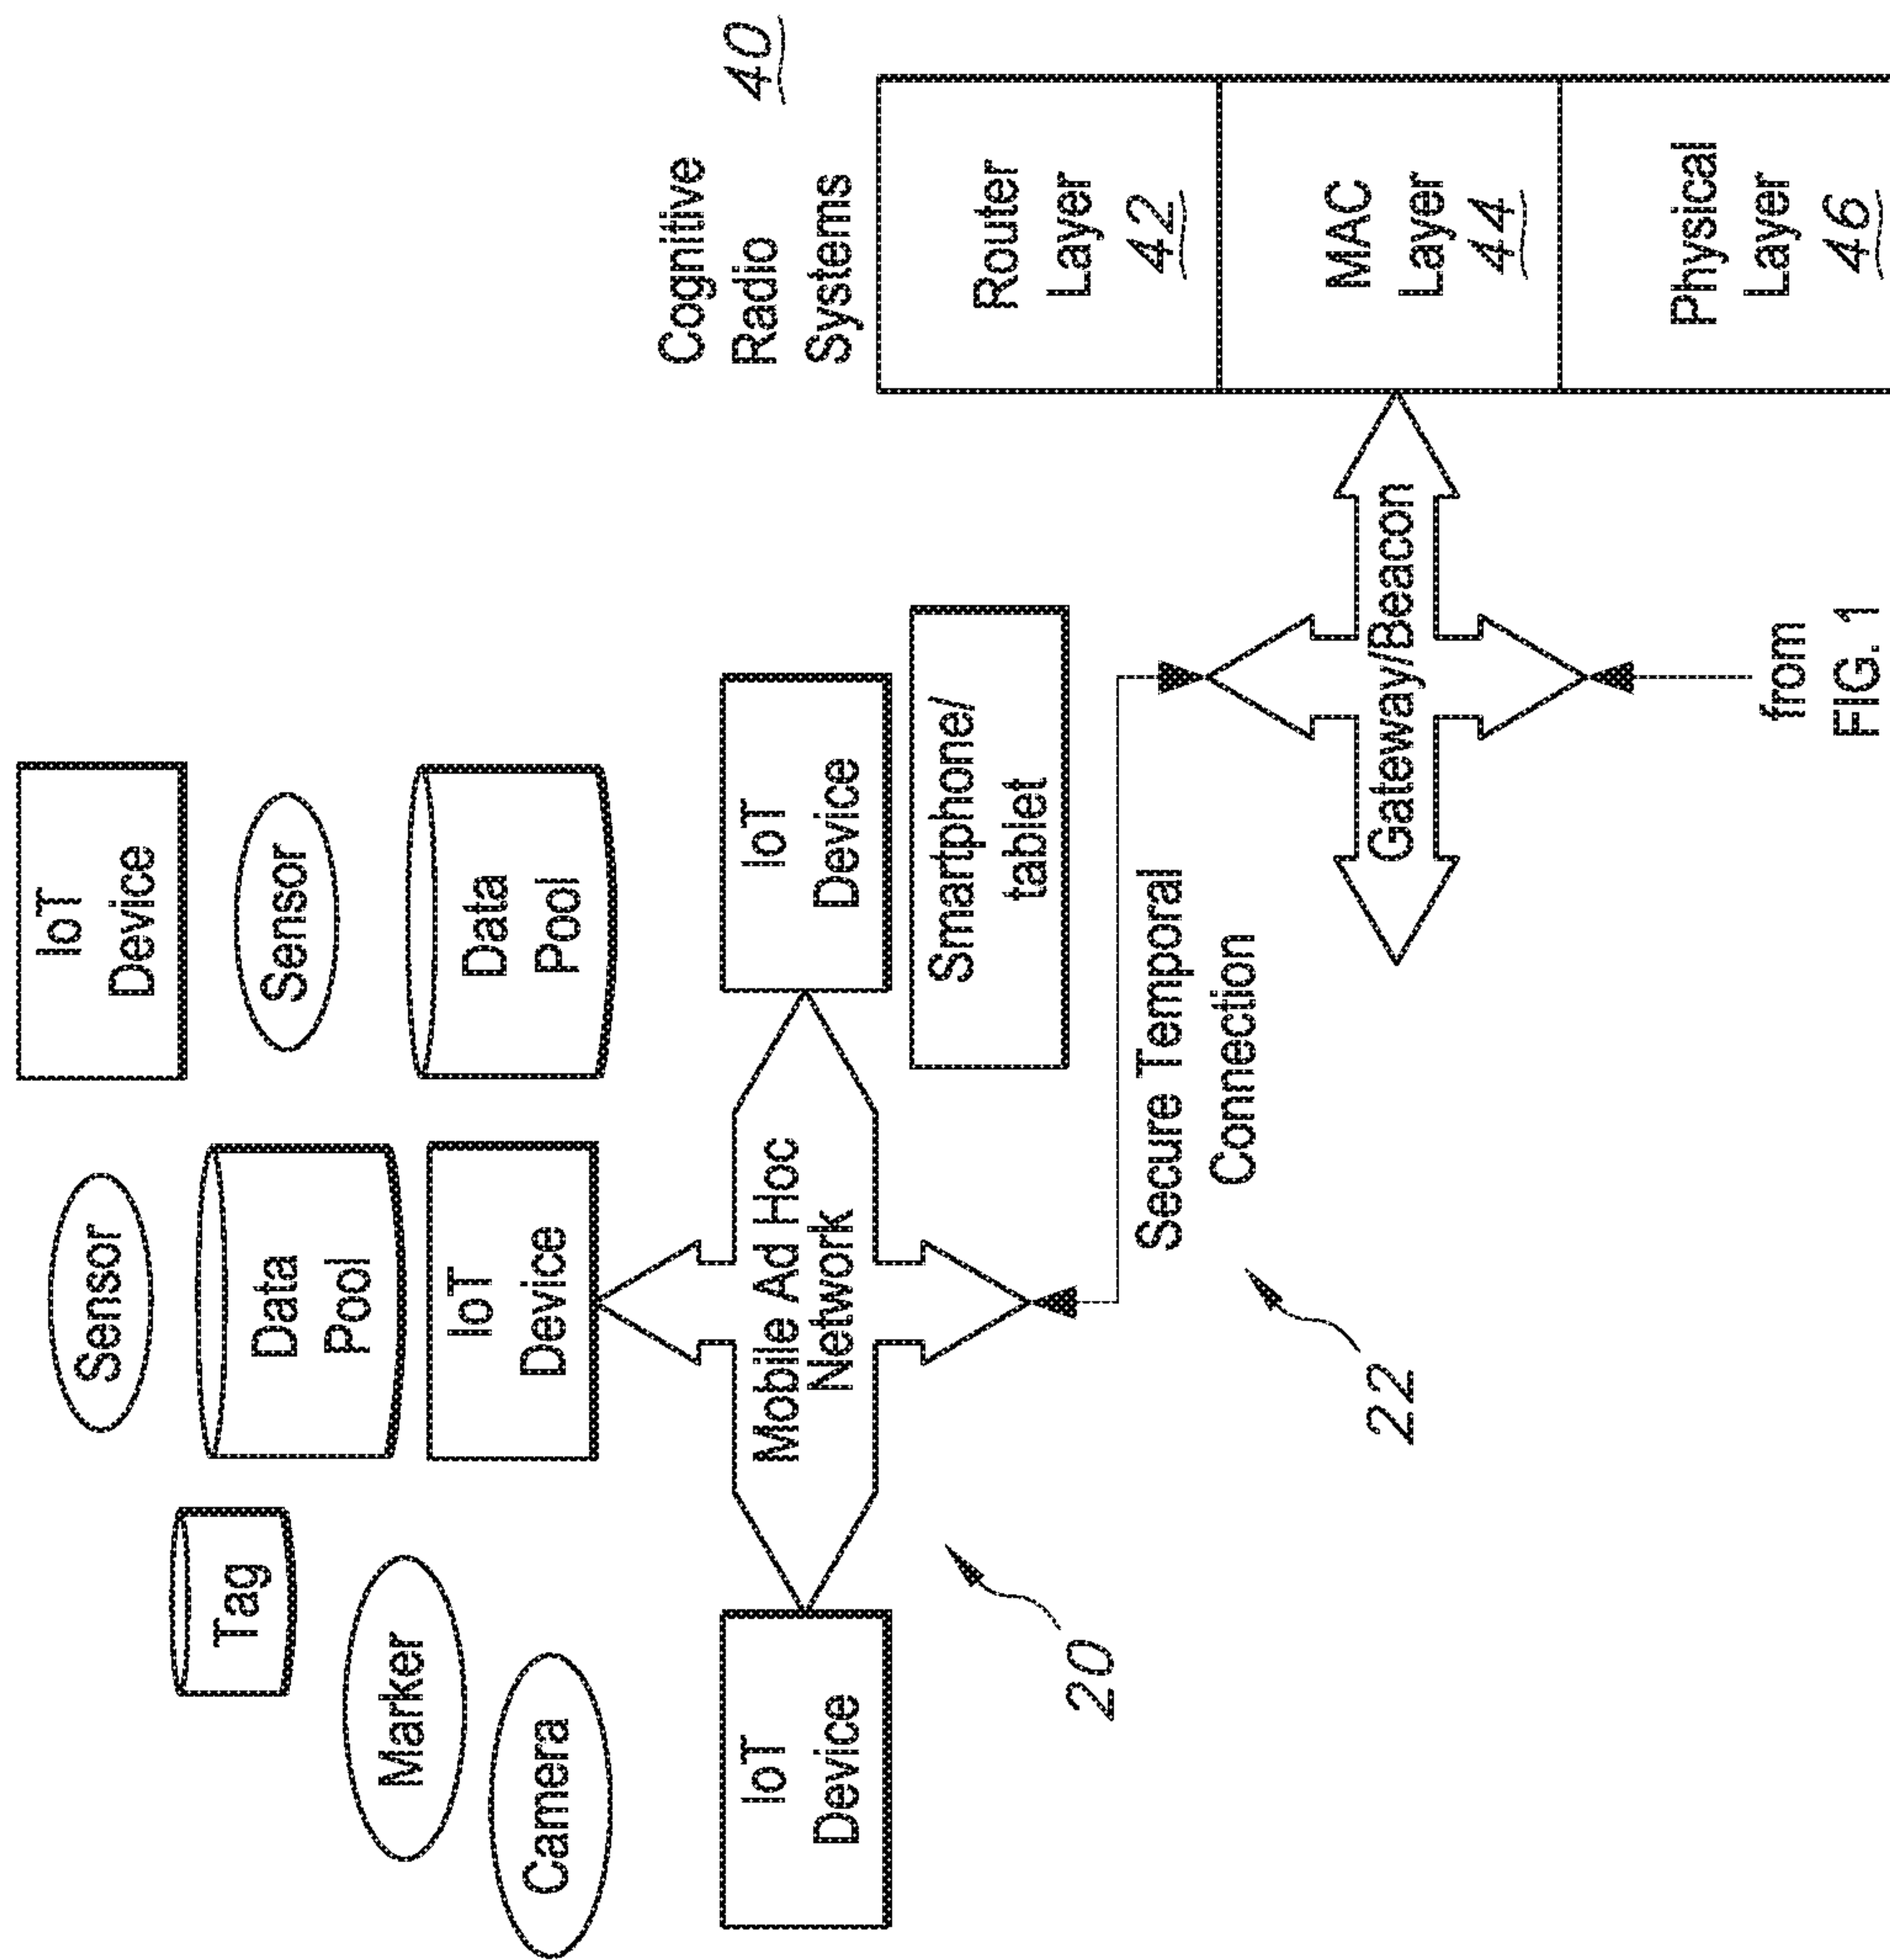 IoT
Device
Sensor
Sensor
Data
Pool
Tag
Data
Pool
Marker
IoT
Device
Camera
IoT
Device
Mobile Ad Hoc
Network
IoT
Device
Smartphone/
tablet
20
Secure Temporal
Connection
22
Cognitive
Radio 40
Systems
Router
Layer
42
MAC
Layer
44
Physical
Layer
46
Gateway/Beacon
from
FIG. 1